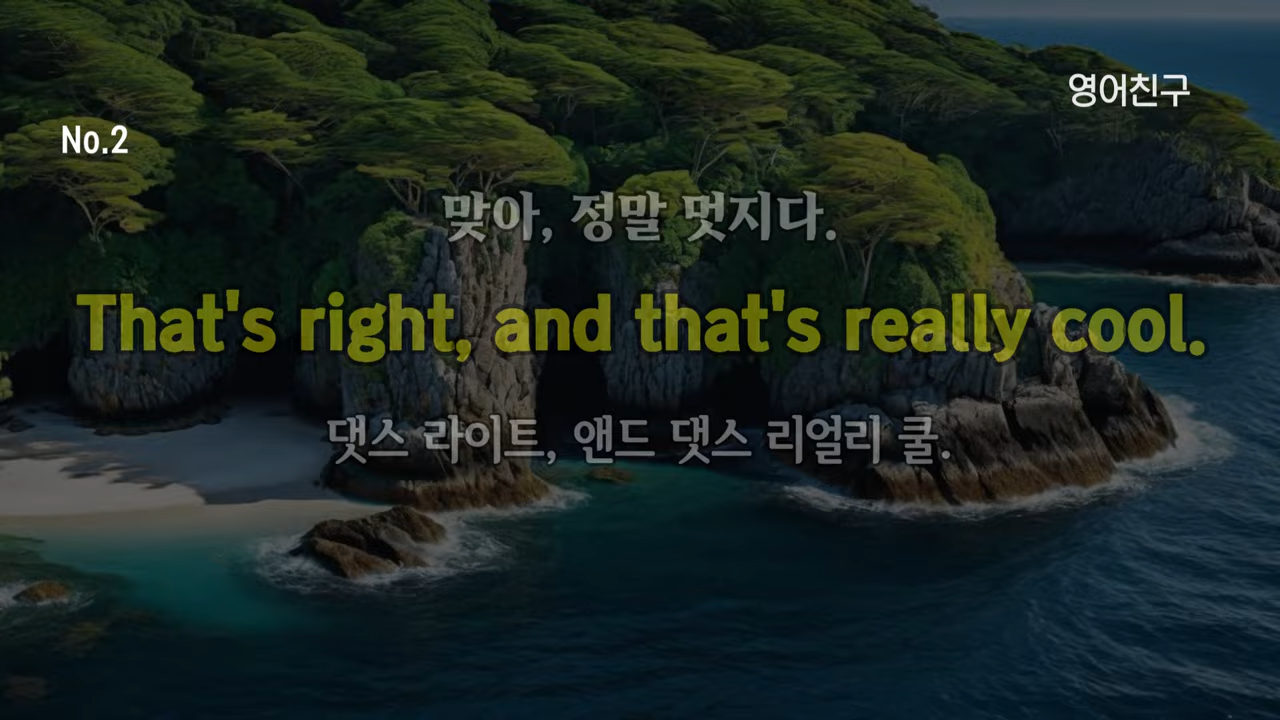 영어친구
No.2
맞아, 정말 멋지다.
That's right, and that's really cool.
댓스 라이트, 앤드 댓스 리얼리 쿨.